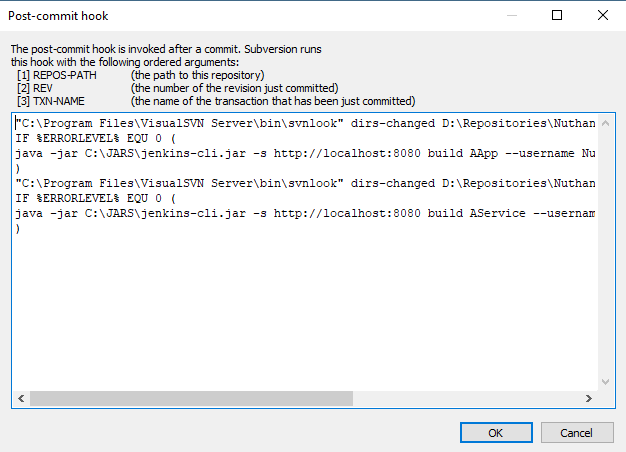 Post-commit hook
The post-commit hook is invoked after a commit. Subversion runs
this hook with the following ordered arguments:
[1] REPOS-PATH (the path to this repository)
[2] REV (the number of the revision just committed)
[3] TXN-NAME (the name of the transaction that has been just committed)
"C:\Program Files\VisualSVN Server\bin\svnlook" dirs-changed D:\Repositories\Nuthan
IF %ERRORLEVEL% EQU 0 (
java -jar C:\JARS\jenkins-cli.jar -s http://localhost:8080 build AApp --username Nu
)
"C:\Program Files\VisualSVN Server\bin\svnlook" dirs-changed D:\Repositories\Nuthan
IF %ERRORLEVEL% EQU 0 (
java -jar C:\JARS\jenkins-cli.jar -s http://localhost:8080 build AService --usernam
)
OK Cancel